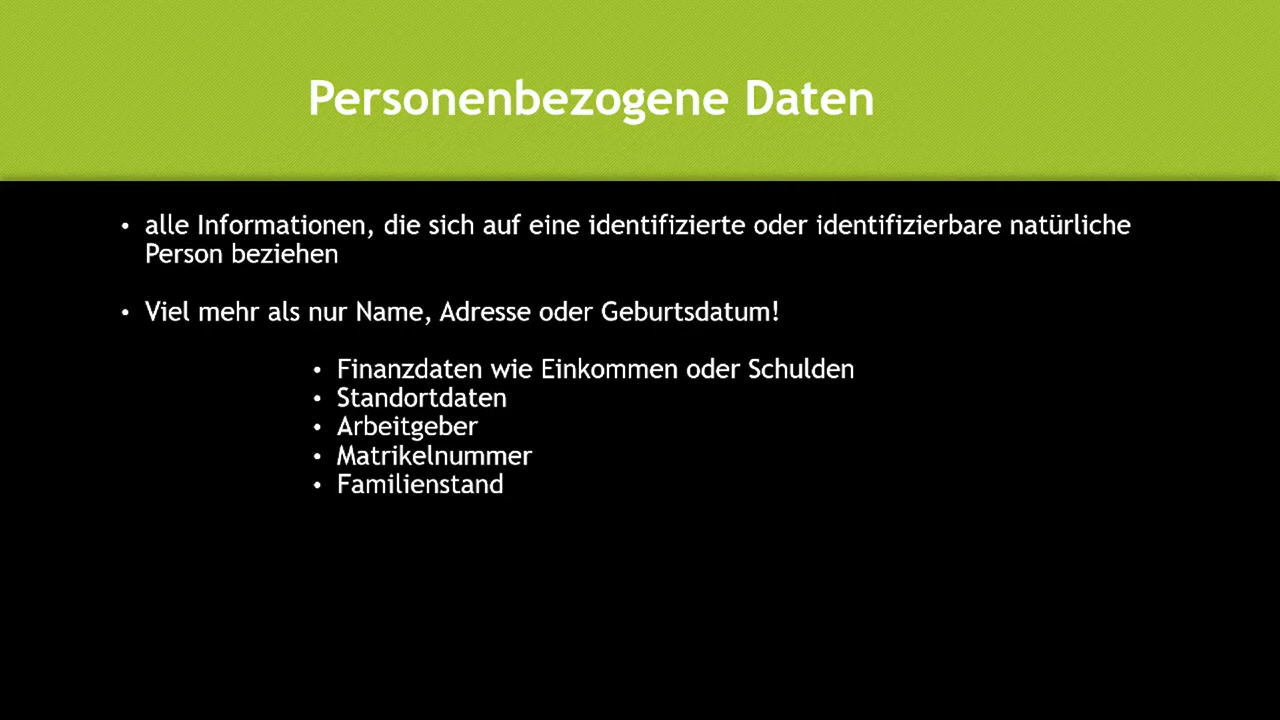 Personenbezogene Daten
• alle Informationen, die sich auf eine identifizierte oder identifizierbare natürliche
Person beziehen
• Viel mehr als nur Name, Adresse oder Geburtsdatum!
• Finanzdaten wie Einkommen oder Schulden
• Standortdaten
• Arbeitgeber
• Matrikelnummer
• Familienstand